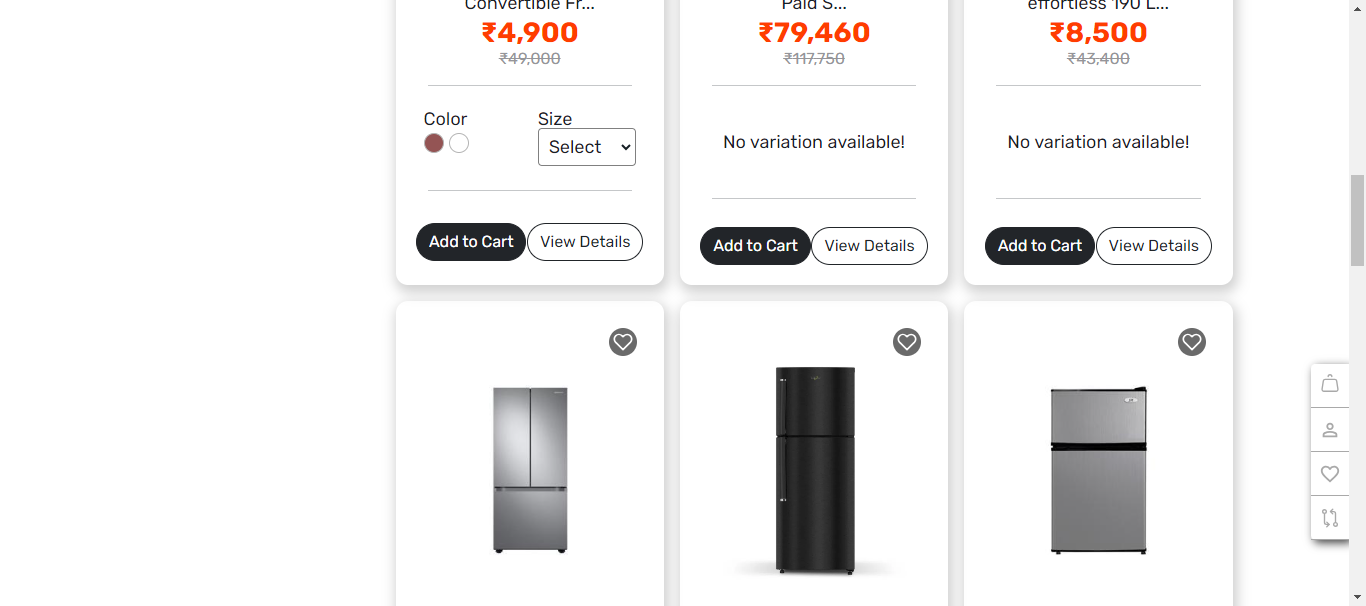 Convertible Fr...
₹4,900
₹49,000
Color
Size
Select
Add to Cart
View Details
Paid S...
₹79,460
₹117,750
No variation available!
Add to Cart
View Details
effortless 190 L...
₹8,500
₹43,400
No variation available!
Add to Cart
View Details